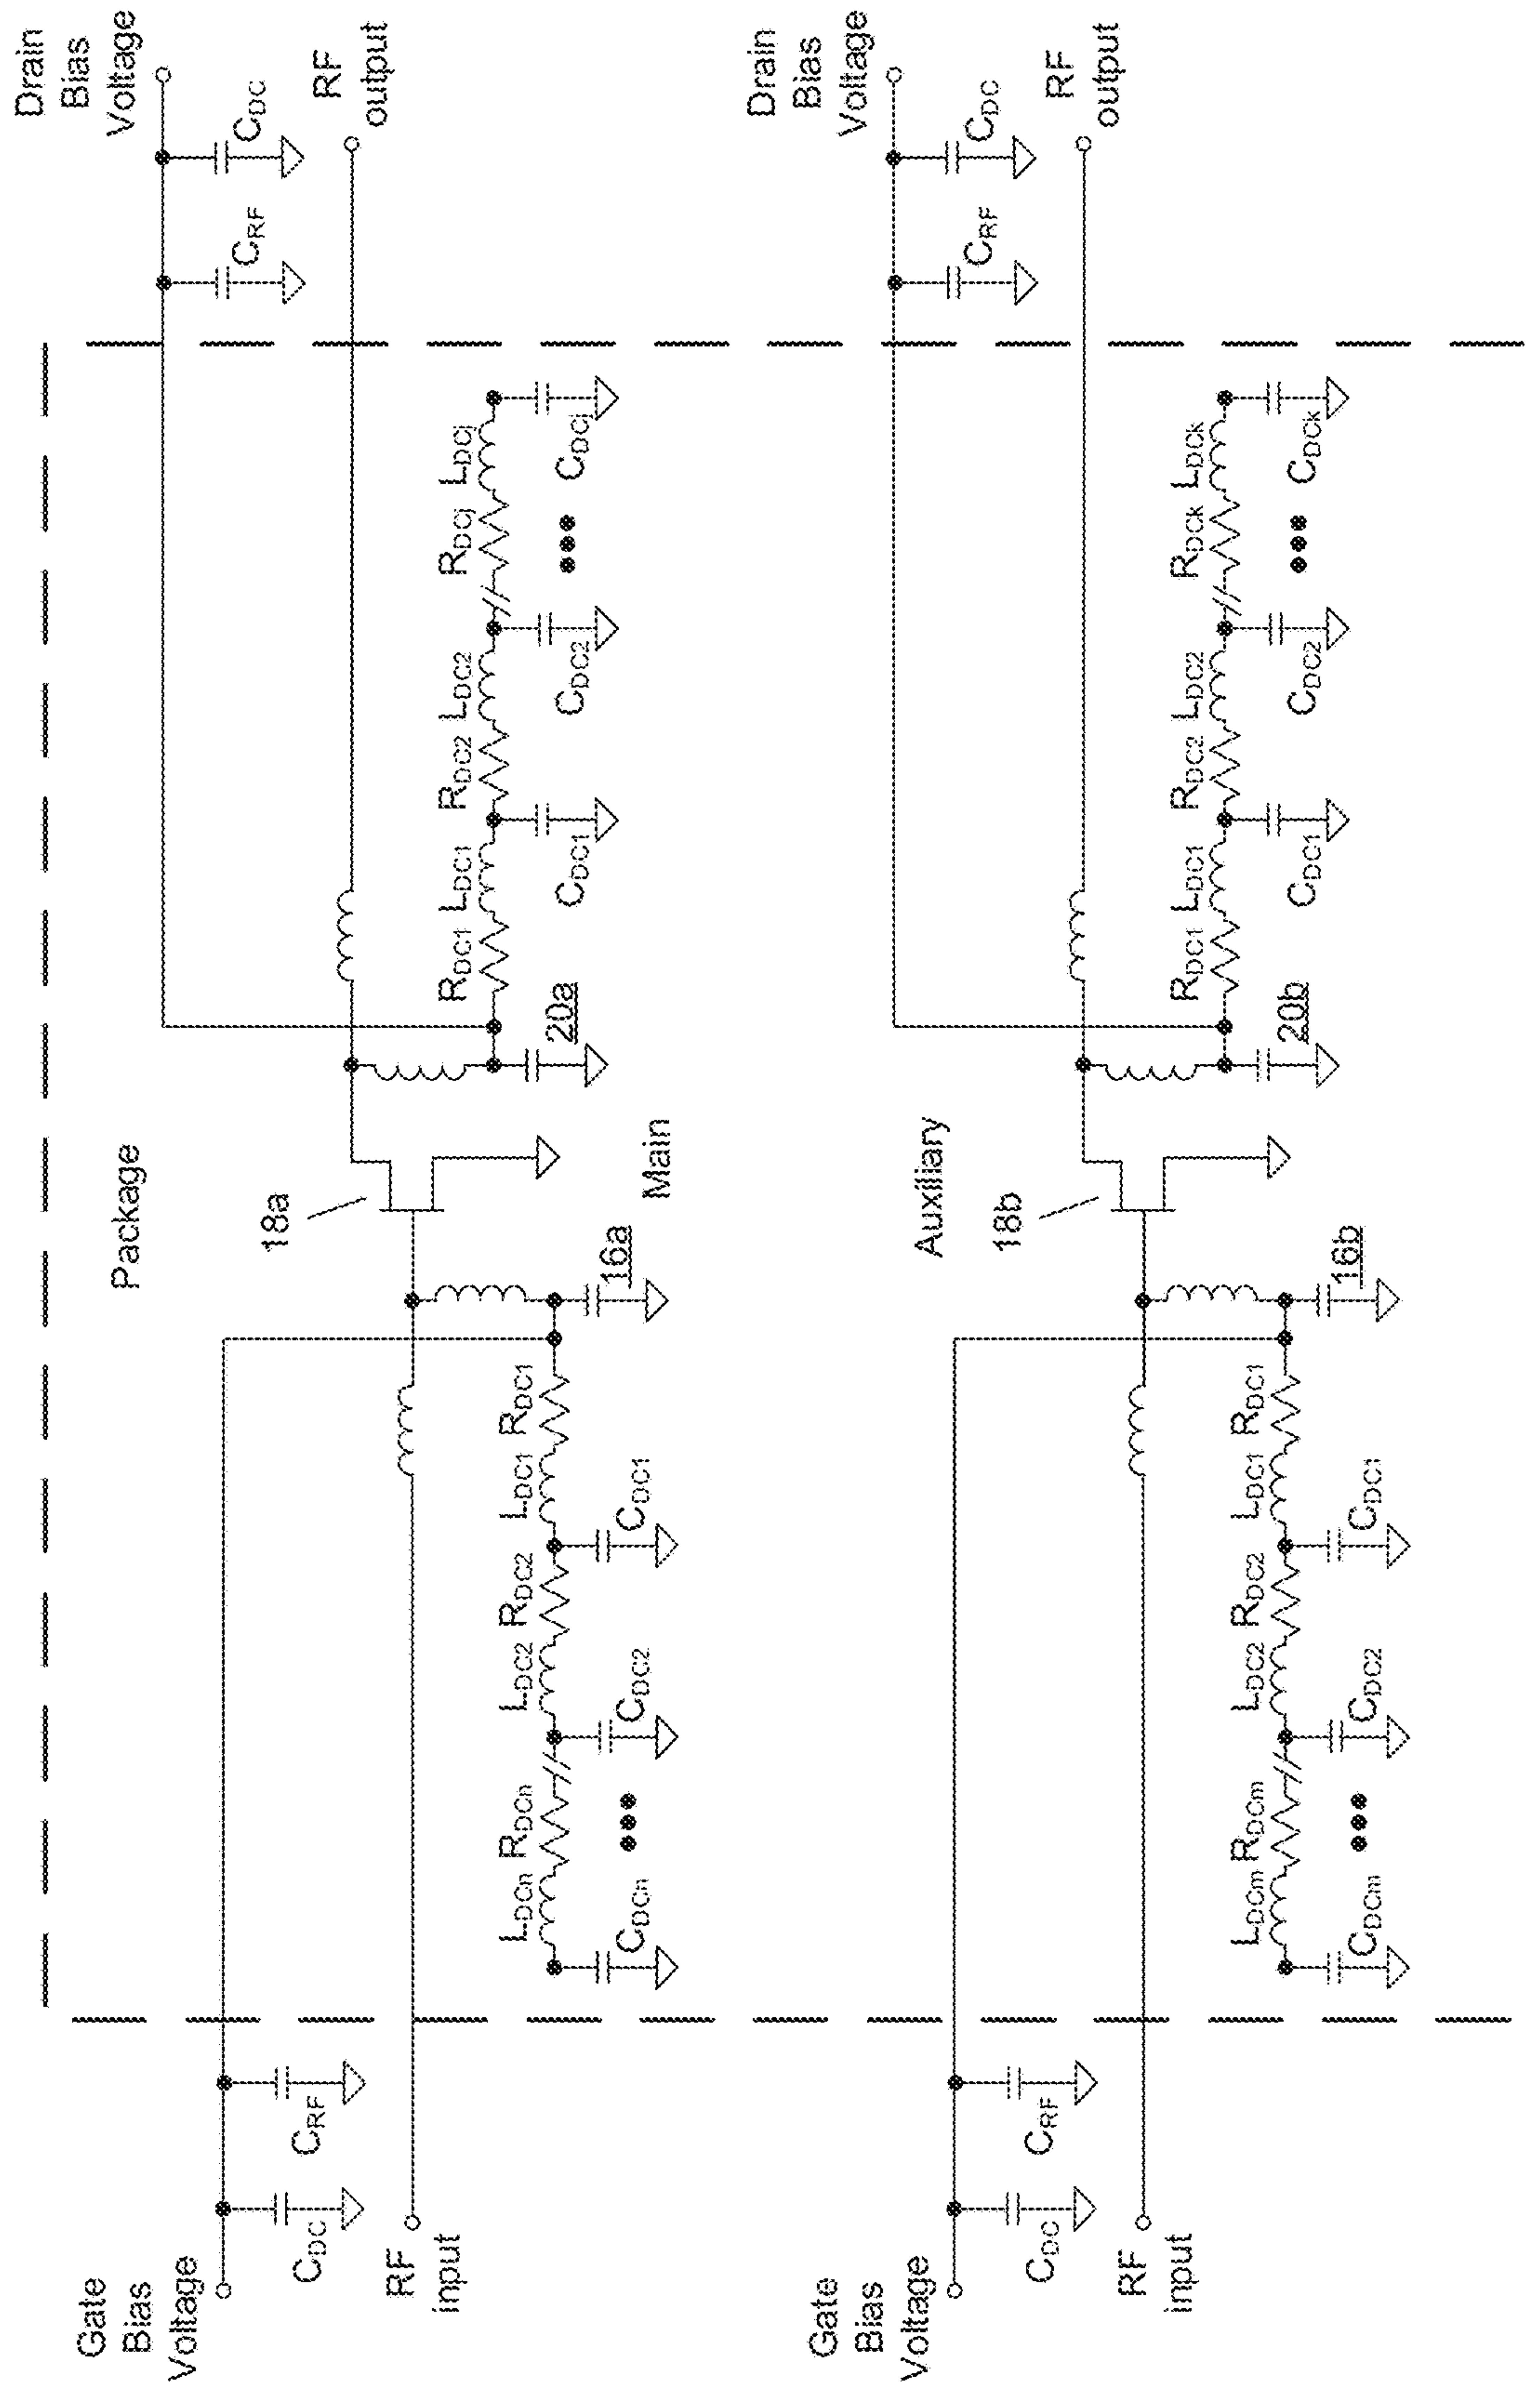 Package
Gate
Bias
Voltage
C_DC
C_RF
RF
input
L_DCn
R_DCn
L_DC2
R_DC2
L_DC1
R_DC1
C_DCn
C_DC2
C_DC1
16a
18a
Main
20a
R_DC1
L_DC1
R_DC2
L_DC2
R_DCj
L_DCj
C_DC1
C_DC2
C_DCj
Drain
Bias
Voltage
C_RF
C_DC
RF
output
Gate
Bias
Voltage
C_DC
C_RF
RF
input
L_DCm
R_DCm
L_DC2
R_DC2
L_DC1
R_DC1
C_DCm
C_DC2
C_DC1
16b
Auxiliary
18b
20b
R_DC1
L_DC1
R_DC2
L_DC2
R_DCk
L_DCk
C_DC1
C_DC2
C_DCk
Drain
Bias
Voltage
C_RF
C_DC
RF
output